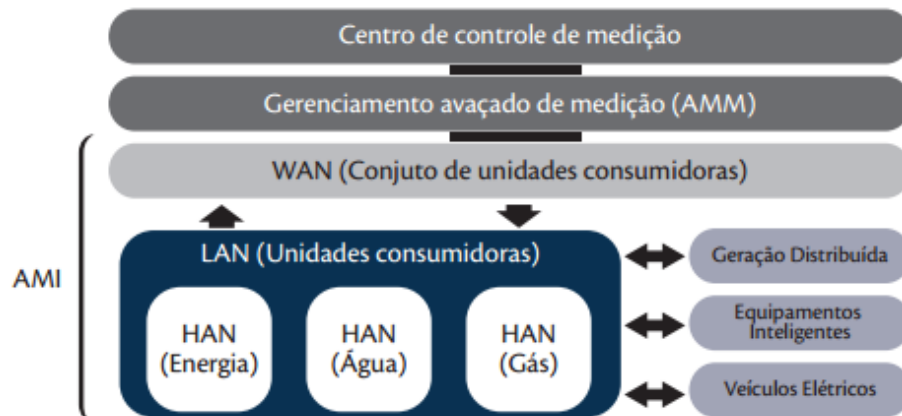 Centro de controle de medição
Gerenciamento avaçado de medição (AMM)
WAN (Conjunto de unidades consumidoras)
AMI
LAN (Unidades consumidoras)
HAN
(Energia)
HAN
(Água)
HAN
(Gás)
Geração Distribuída
Equipamentos
Inteligentes
Veículos Elétricos